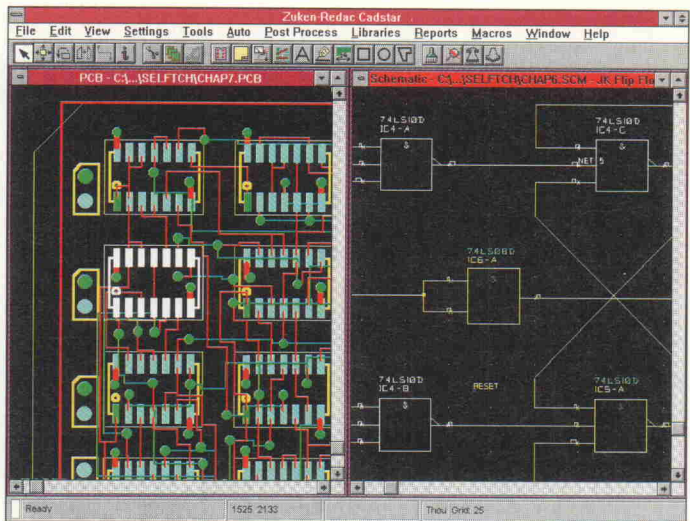 Zuken-Redac Cadstar
File Edit View Settings Tools Auto Post Process Libraries Reports Macros Window Help
PCB - C:\...\SELFTCH\CHAP7.PCB
Schematic - C:\...\SELFTCH\CHAP6.SCM - JK Flip Flo
74LS10D
IC4-A
&
74LS10D
IC4-C
&
NET 5
74LS08D
IC6-A
&
74LS10D
IC4-B
&
RESET
74LS10D
IC5-A
&
Ready
1525 2133
Thou Grid: 25